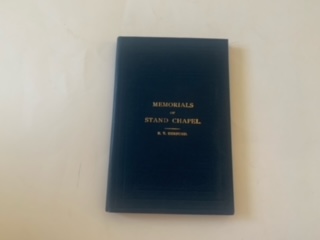 MEMORIALS
OF
STAND CHAPEL.